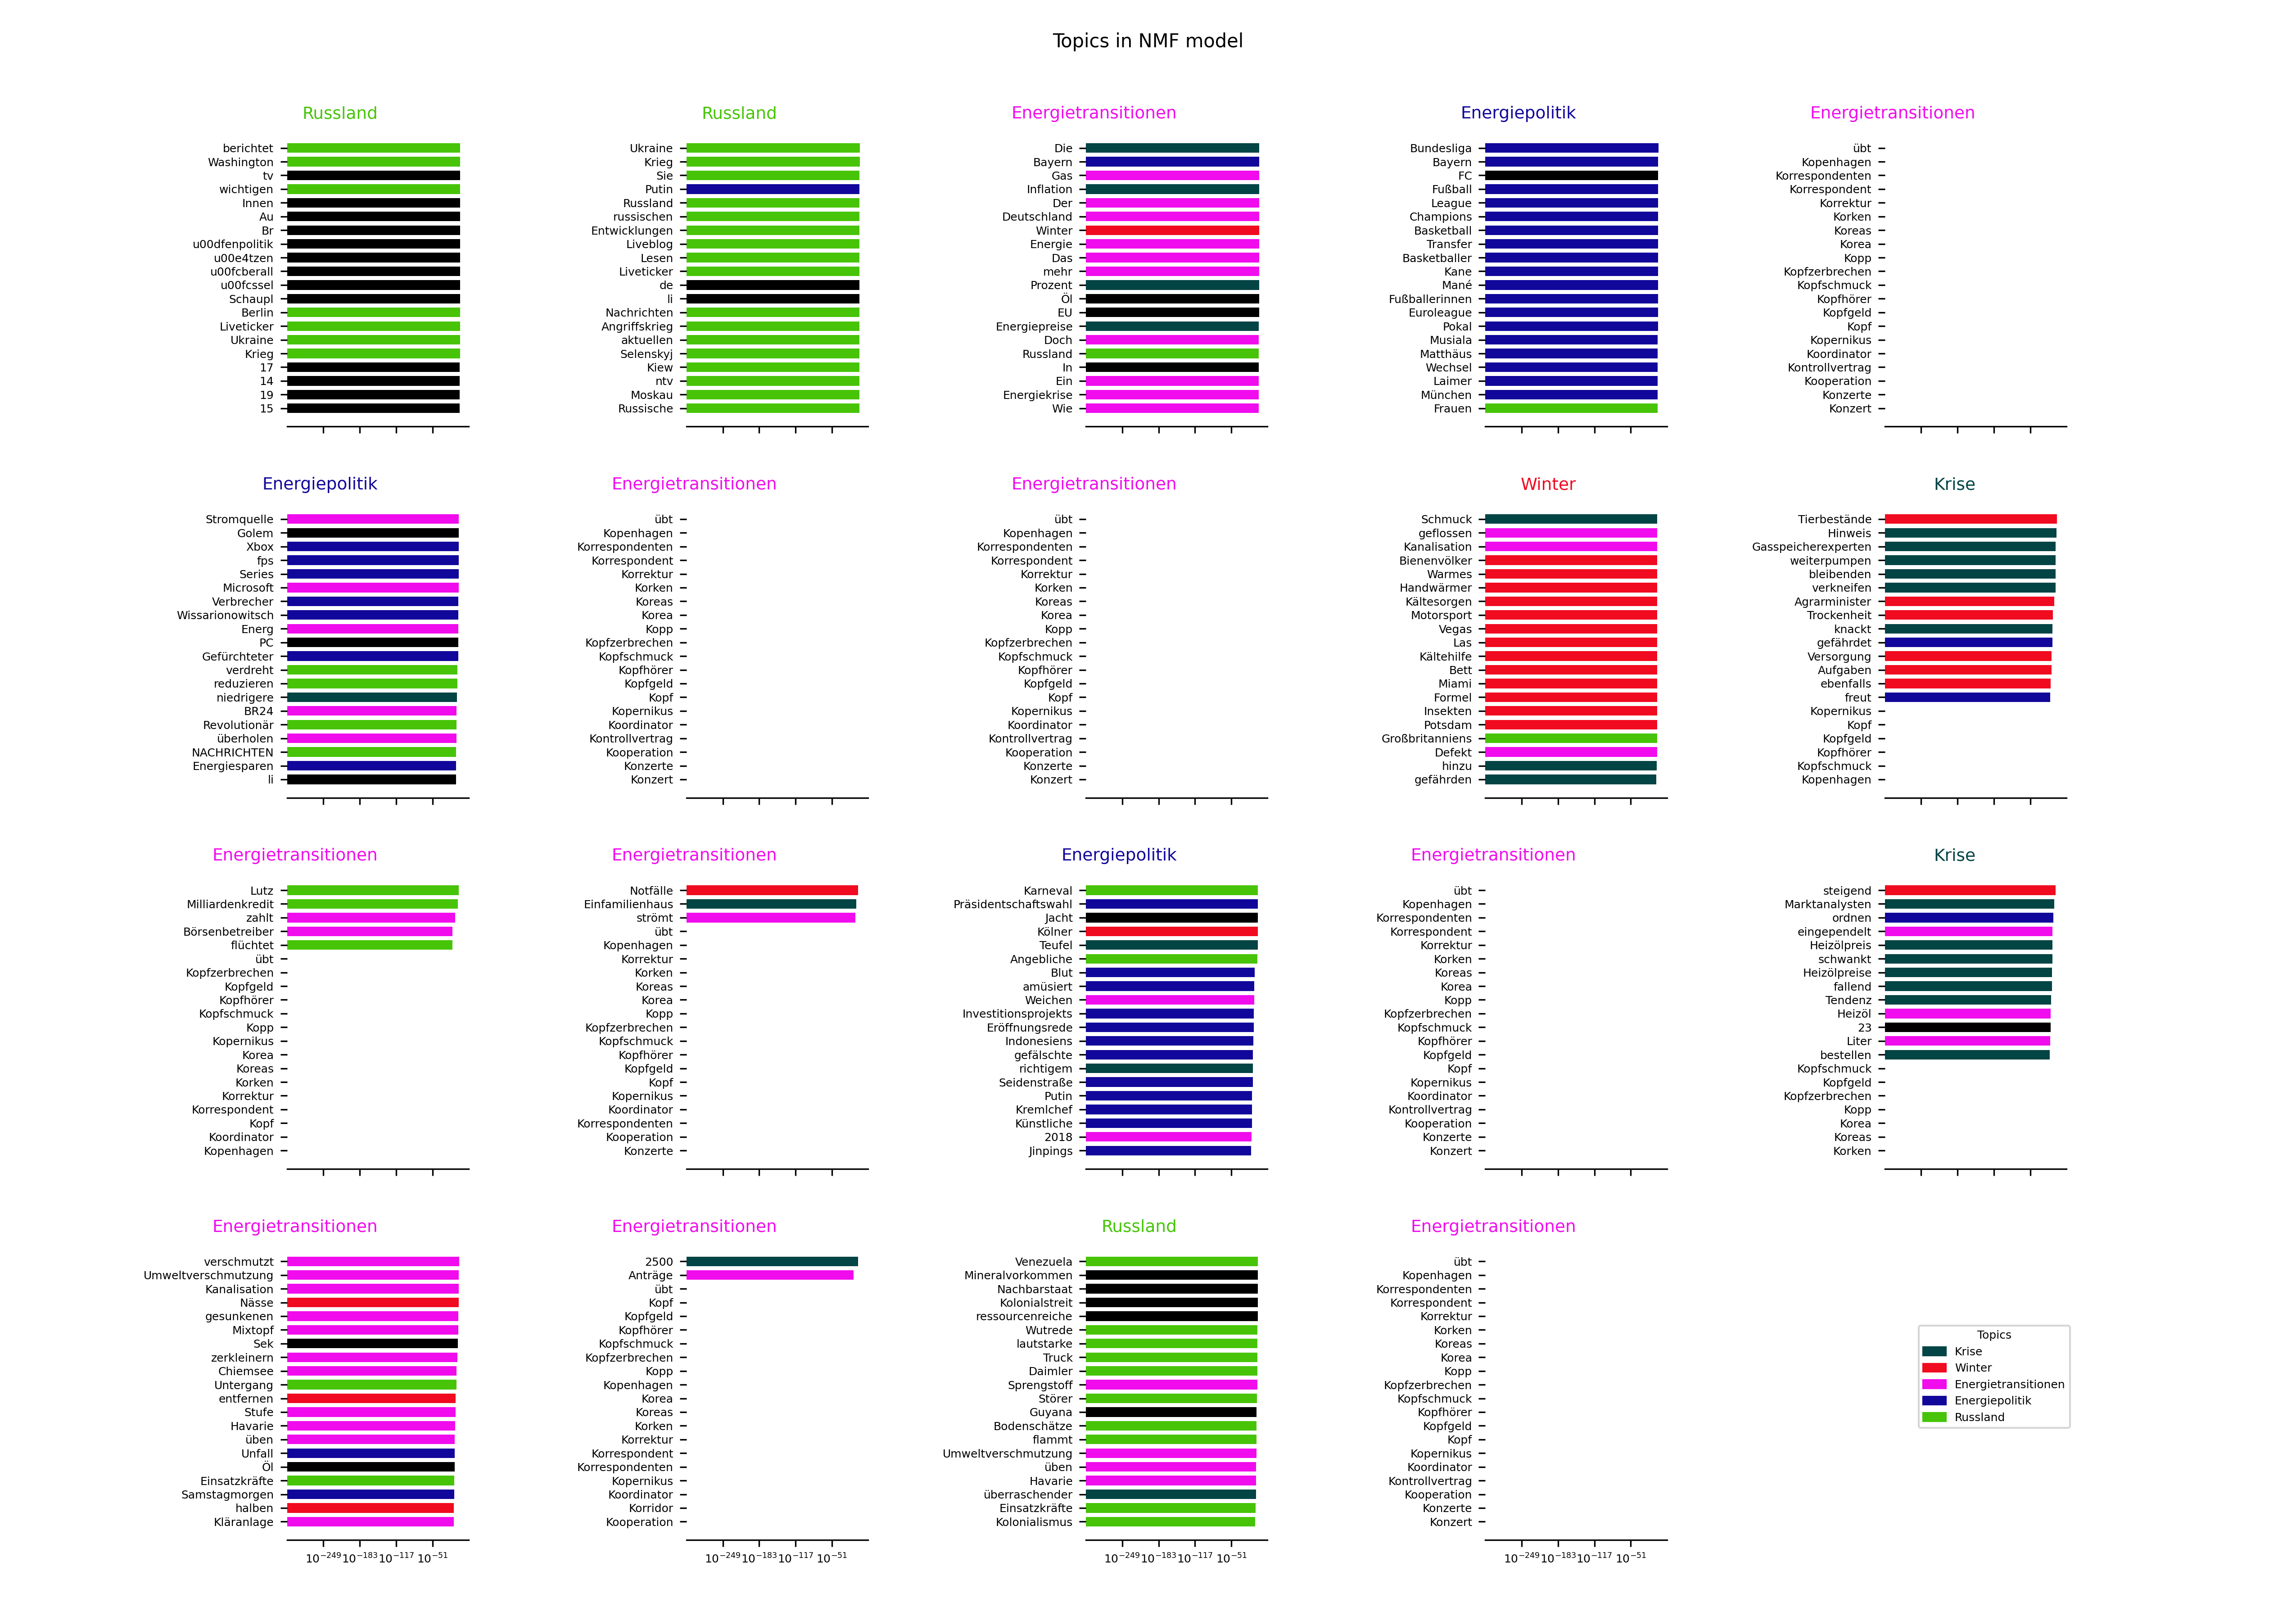 Topics in NMF model
Russland
berichtet
Washington
tv
wichtigen
Innen
Au
Br
u00dfenpolitik
u00e4tzen
u00fcberall
u00fcssel
Schaupl
Berlin
Liveticker
Ukraine
Krieg
17
14
19
15
Russland
Ukraine
Krieg
Sie
Putin
Russland
russischen
Entwicklungen
Liveblog
Lesen
Liveticker
de
li
Nachrichten
Angriffskrieg
aktuellen
Selenskyj
Kiew
ntv
Moskau
Russische
Energietransitionen
Die
Bayern
Gas
Inflation
Der
Deutschland
Winter
Energie
Das
mehr
Prozent
Öl
EU
Energiepreise
Doch
Russland
In
Ein
Energiekrise
Wie
Energiepolitik
Bundesliga
Bayern
FC
Fußball
League
Champions
Basketball
Transfer
Basketballer
Kane
Mané
Fußballerinnen
Euroleague
Pokal
Musiala
Matthäus
Wechsel
Laimer
München
Frauen
Energietransitionen
übt
Kopenhagen
Korrespondenten
Korrespondent
Korrektur
Korken
Koreas
Korea
Kopp
Kopfzerbrechen
Kopfschmuck
Kopfhörer
Kopfgeld
Kopf
Kopernikus
Koordinator
Kontrollvertrag
Kooperation
Konzerte
Konzert
Energiepolitik
Stromquelle
Golem
Xbox
fps
Series
Microsoft
Verbrecher
Wissarionowitsch
Energ
PC
Gefürchteter
verdreht
reduzieren
niedrigere
BR24
Revolutionär
überholen
NACHRICHTEN
Energiesparen
li
Energietransitionen
übt
Kopenhagen
Korrespondenten
Korrespondent
Korrektur
Korken
Koreas
Korea
Kopp
Kopfzerbrechen
Kopfschmuck
Kopfhörer
Kopfgeld
Kopf
Kopernikus
Koordinator
Kontrollvertrag
Kooperation
Konzerte
Konzert
Energietransitionen
übt
Kopenhagen
Korrespondenten
Korrespondent
Korrektur
Korken
Koreas
Korea
Kopp
Kopfzerbrechen
Kopfschmuck
Kopfhörer
Kopfgeld
Kopf
Kopernikus
Koordinator
Kontrollvertrag
Kooperation
Konzerte
Konzert
Winter
Schmuck
geflossen
Kanalisation
Bienenvölker
Warmes
Handwärmer
Kältesorgen
Motorsport
Vegas
Las
Kältehilfe
Bett
Miami
Formel
Insekten
Potsdam
Großbritanniens
Defekt
hinzu
gefährden
Krise
Tierbestände
Hinweis
Gasspeicherexperten
weiterpumpen
bleibenden
verkneifen
Agrarminister
Trockenheit
knackt
gefährdet
Versorgung
Aufgaben
ebenfalls
freut
Kopernikus
Kopf
Kopfgeld
Kopfhörer
Kopfschmuck
Kopenhagen
Energietransitionen
Lutz
Milliardenkredit
zahlt
Börsenbetreiber
flüchtet
übt
Kopfzerbrechen
Kopfgeld
Kopfhörer
Kopfschmuck
Kopp
Kopernikus
Korea
Koreas
Korken
Korrektur
Korrespondent
Kopf
Koordinator
Kopenhagen
Energietransitionen
Notfälle
Einfamilienhaus
strömt
übt
Kopenhagen
Korrektur
Korken
Koreas
Korea
Kopp
Kopfzerbrechen
Kopfschmuck
Kopfhörer
Kopfgeld
Kopf
Kopernikus
Koordinator
Korrespondenten
Kooperation
Konzerte
Energiepolitik
Karneval
Präsidentschaftswahl
Jacht
Kölner
Teufel
Angebliche
Blut
amüsiert
Weichen
Investitionsprojekts
Eröffnungsrede
Indonesiens
gefälschte
richtigem
Seidenstraße
Putin
Kremlchef
Künstliche
2018
Jinpings
Energietransitionen
übt
Kopenhagen
Korrespondenten
Korrespondent
Korrektur
Korken
Koreas
Korea
Kopp
Kopfzerbrechen
Kopfschmuck
Kopfhörer
Kopfgeld
Kopf
Kopernikus
Koordinator
Kontrollvertrag
Kooperation
Konzerte
Konzert
Krise
steigend
Marktanalysten
ordnen
eingependelt
Heizölpreis
schwankt
Heizölpreise
fallend
Tendenz
Heizöl
23
Liter
bestellen
Kopfschmuck
Kopfgeld
Kopfzerbrechen
Kopp
Korea
Koreas
Korken
Energietransitionen
verschmutzt
Umweltverschmutzung
Kanalisation
Nässe
gesunkenen
Mixtopf
Sek
zerkleinern
Chiemsee
Untergang
entfernen
Stufe
Havarie
üben
Unfall
Öl
Einsatzkräfte
Samstagmorgen
halben
Kläranlage
10⁻²⁴⁹ 10⁻¹⁸³ 10⁻¹¹⁷ 10⁻⁵¹
Energietransitionen
2500
Anträge
übt
Kopf
Kopfgeld
Kopfhörer
Kopfschmuck
Kopfzerbrechen
Kopp
Kopenhagen
Korea
Koreas
Korken
Korrektur
Korrespondent
Korrespondenten
Kopernikus
Koordinator
Korridor
Kooperation
10⁻²⁴⁹ 10⁻¹⁸³ 10⁻¹¹⁷ 10⁻⁵¹
Russland
Venezuela
Mineralvorkommen
Nachbarstaat
Kolonialstreit
ressourcenreiche
Wutrede
lautstarke
Truck
Daimler
Sprengstoff
Störer
Guyana
Bodenschätze
flammt
Umweltverschmutzung
üben
Havarie
überraschender
Einsatzkräfte
Kolonialismus
10⁻²⁴⁹ 10⁻¹⁸³ 10⁻¹¹⁷ 10⁻⁵¹
Energietransitionen
übt
Kopenhagen
Korrespondenten
Korrespondent
Korrektur
Korken
Koreas
Korea
Kopp
Kopfzerbrechen
Kopfschmuck
Kopfhörer
Kopfgeld
Kopf
Kopernikus
Koordinator
Kontrollvertrag
Kooperation
Konzerte
Konzert
10⁻²⁴⁹ 10⁻¹⁸³ 10⁻¹¹⁷ 10⁻⁵¹
Topics
Krise
Winter
Energietransitionen
Energiepolitik
Russland